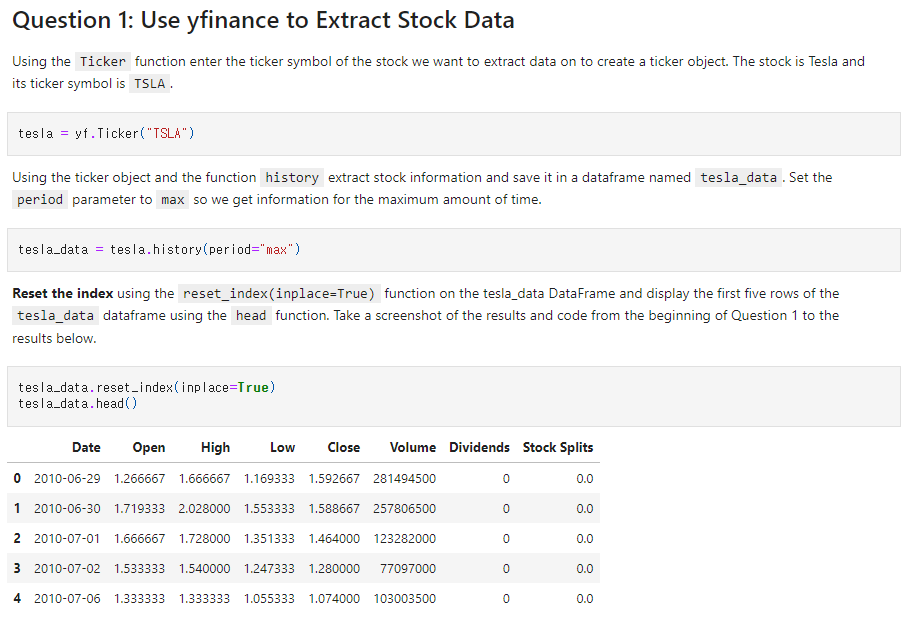 Question 1: Use yfinance to Extract Stock Data
Using the Ticker function enter the ticker symbol of the stock we want to extract data on to create a ticker object. The stock is Tesla and
its ticker symbol is TSLA .
tesla = yf.Ticker("TSLA")
Using the ticker object and the function history extract stock information and save it in a dataframe named tesla_data . Set the
period parameter to max so we get information for the maximum amount of time.
tesla_data = tesla.history(period="max")
Reset the index using the reset_index(inplace=True) function on the tesla_data DataFrame and display the first five rows of the
tesla_data dataframe using the head function. Take a screenshot of the results and code from the beginning of Question 1 to the
results below.
tesla_data.reset_index(inplace=True)
tesla_data.head()
Date Open High Low Close Volume Dividends Stock Splits
0 2010-06-29 1.266667 1.666667 1.169333 1.592667 281494500 0 0.0
1 2010-06-30 1.719333 2.028000 1.553333 1.588667 257806500 0 0.0
2 2010-07-01 1.666667 1.728000 1.351333 1.464000 123282000 0 0.0
3 2010-07-02 1.533333 1.540000 1.247333 1.280000 77097000 0 0.0
4 2010-07-06 1.333333 1.333333 1.055333 1.074000 103003500 0 0.0